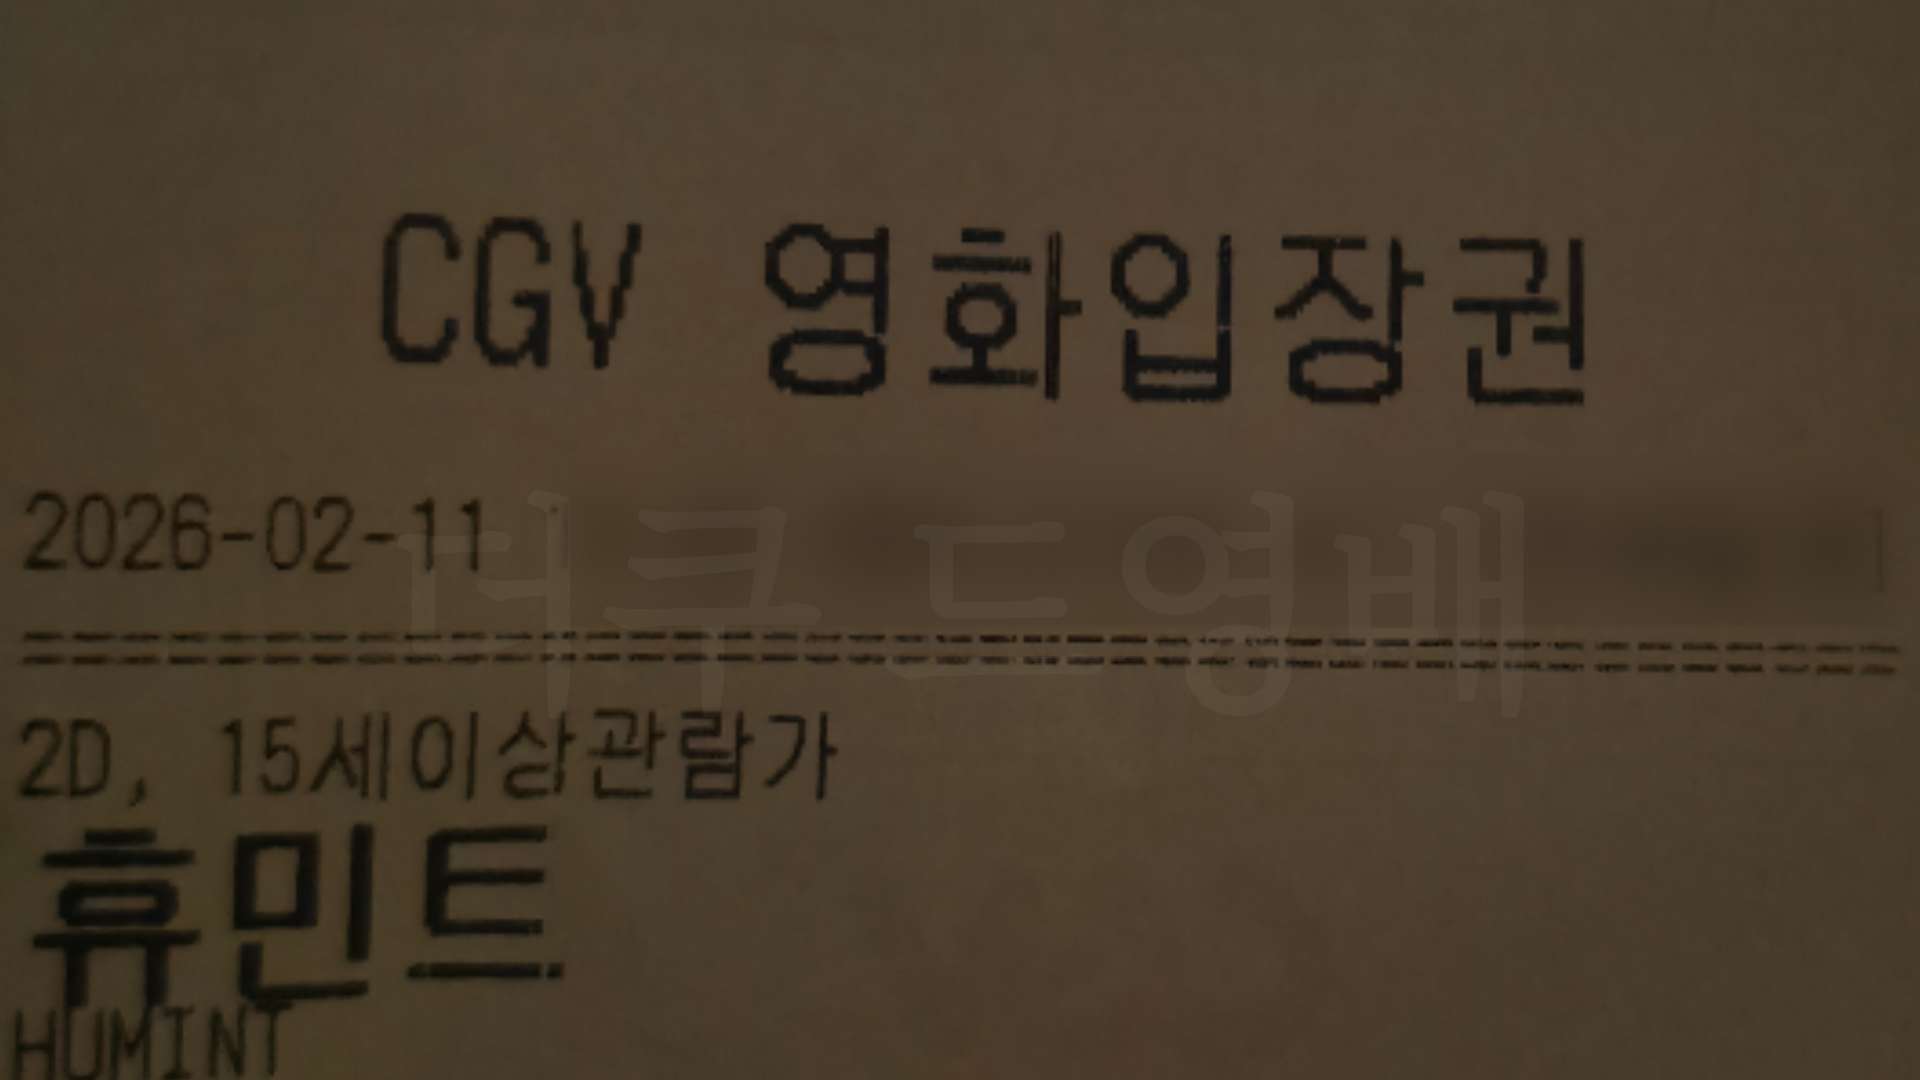 CGV 영화입장권
2026-02-11
더쿠 드영배
2D, 15세이상관람가
휴민트
HUMINT